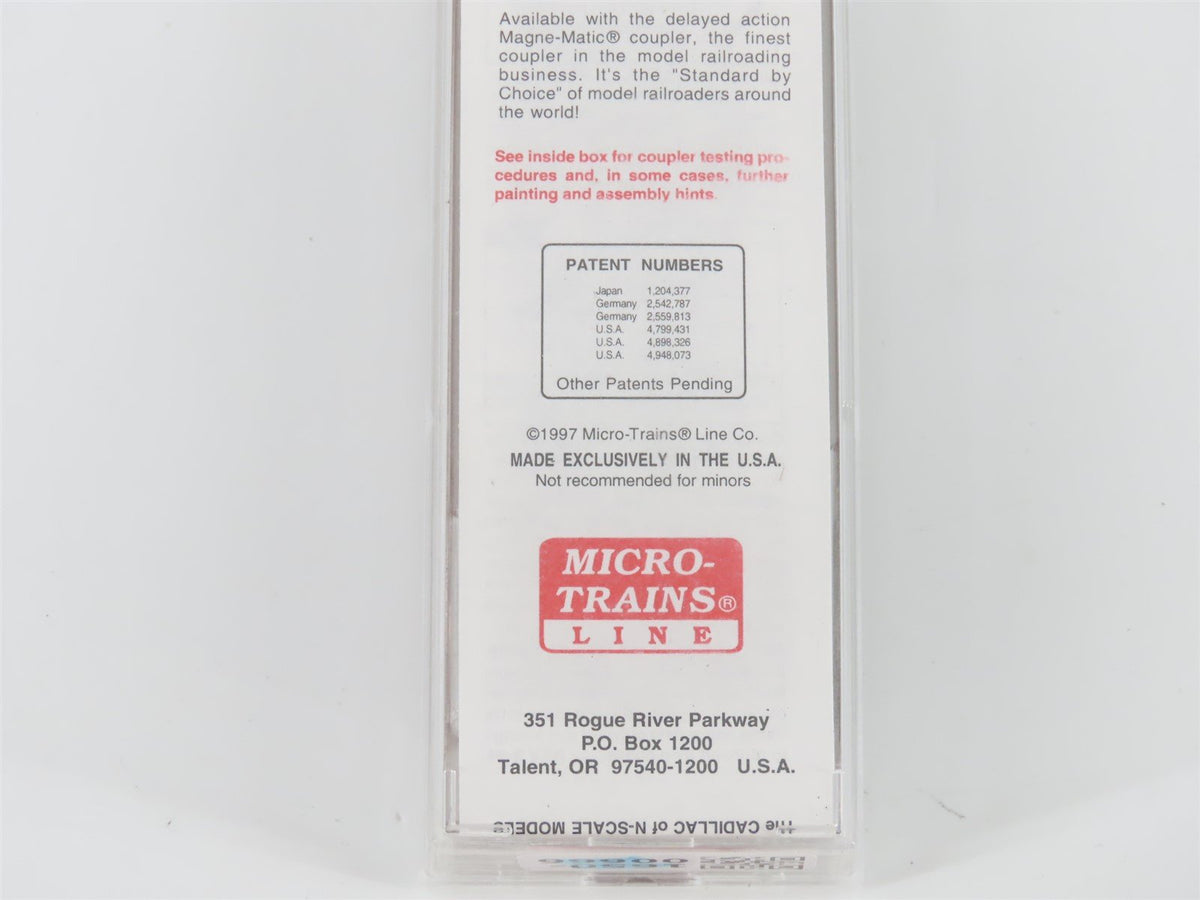 Available with the delayed action
Magne-Matic® coupler, the finest
coupler in the model railroading
business. It's the "Standard by
Choice" of model railroaders around
the world!
See inside box for coupler testing pro-
cedures and, in some cases, further
painting and assembly hints.
PATENT NUMBERS
Japan 1,204,377
Germany 2,542,787
Germany 2,559,813
U.S.A. 4,799,431
U.S.A. 4,898,326
U.S.A. 4,948,073
Other Patents Pending
©1997 Micro-Trains® Line Co.
MADE EXCLUSIVELY IN THE U.S.A.
Not recommended for minors
MICRO-
TRAINS®
LINE
351 Rogue River Parkway
P.O. Box 1200
Talent, OR 97540-1200 U.S.A.
The CADILLAC of N-SCALE MODELS